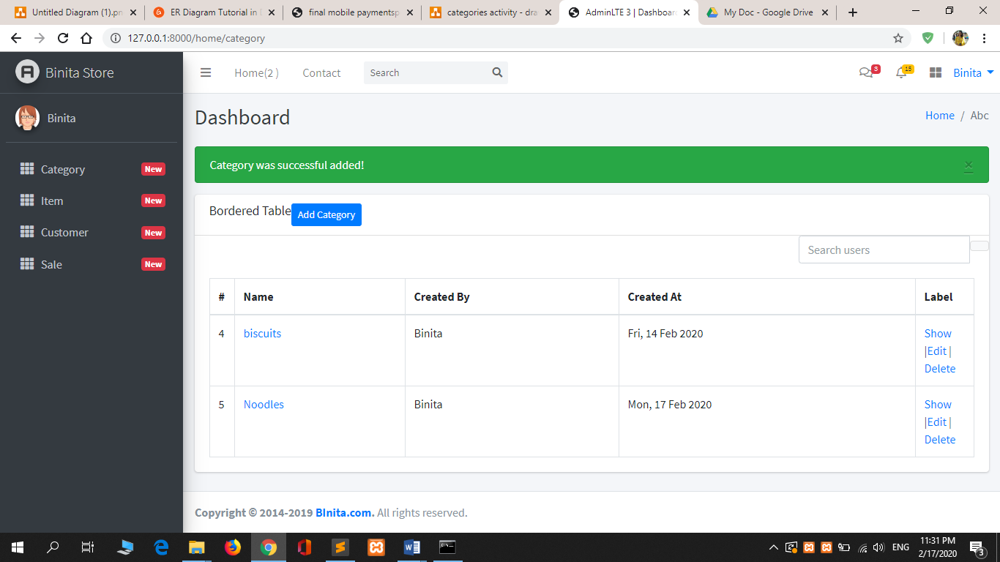 Untitled Diagram (1).pn
ER Diagram Tutorial in D
final mobile paymentsp
categories activity - dra
AdminLTE 3 | Dashboar
My Doc - Google Drive
127.0.0.1:8000/home/category
Binita Store
Home(2 )
Contact
Search
3
15
Binita
Binita
Dashboard
Home / Abc
Category New
Item New
Customer New
Sale New
Category was successful added!
×
Bordered Table
Add Category
Search users
# Name Created By Created At Label
4 biscuits Binita Fri, 14 Feb 2020 Show
|Edit |
Delete
5 Noodles Binita Mon, 17 Feb 2020 Show
|Edit |
Delete
Copyright © 2014-2019 BInita.com. All rights reserved.
ENG
11:31 PM
2/17/2020
3